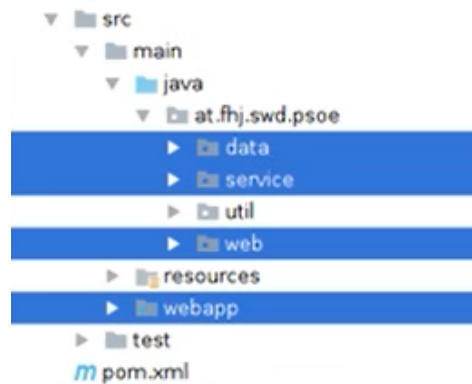 src
main
java
at.fhj.swd.psoe
data
service
util
web
resources
webapp
test
m pom.xml